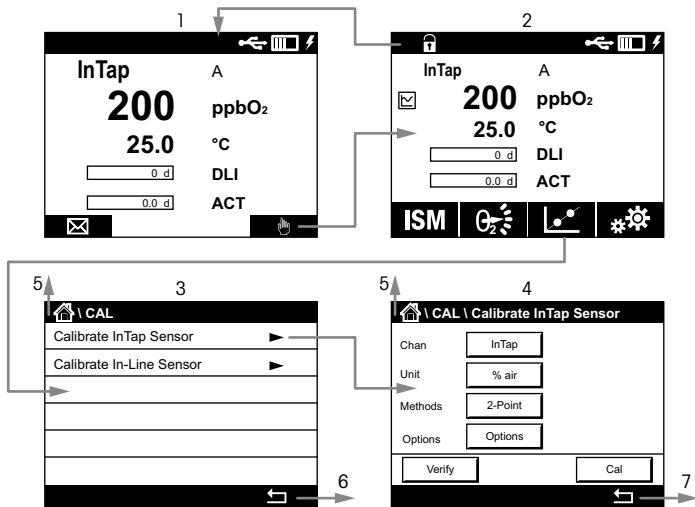 1
InTap A
200 ppbO₂
25.0 °C
0 d DLI
0.0 d ACT
2
InTap A
200 ppbO₂
25.0 °C
0 d DLI
0.0 d ACT
ISM O₂
5
3
\ CAL
Calibrate InTap Sensor
Calibrate In-Line Sensor
6
5
4
\ CAL \ Calibrate InTap Sensor
Chan InTap
Unit % air
Methods 2-Point
Options Options
Verify Cal
7